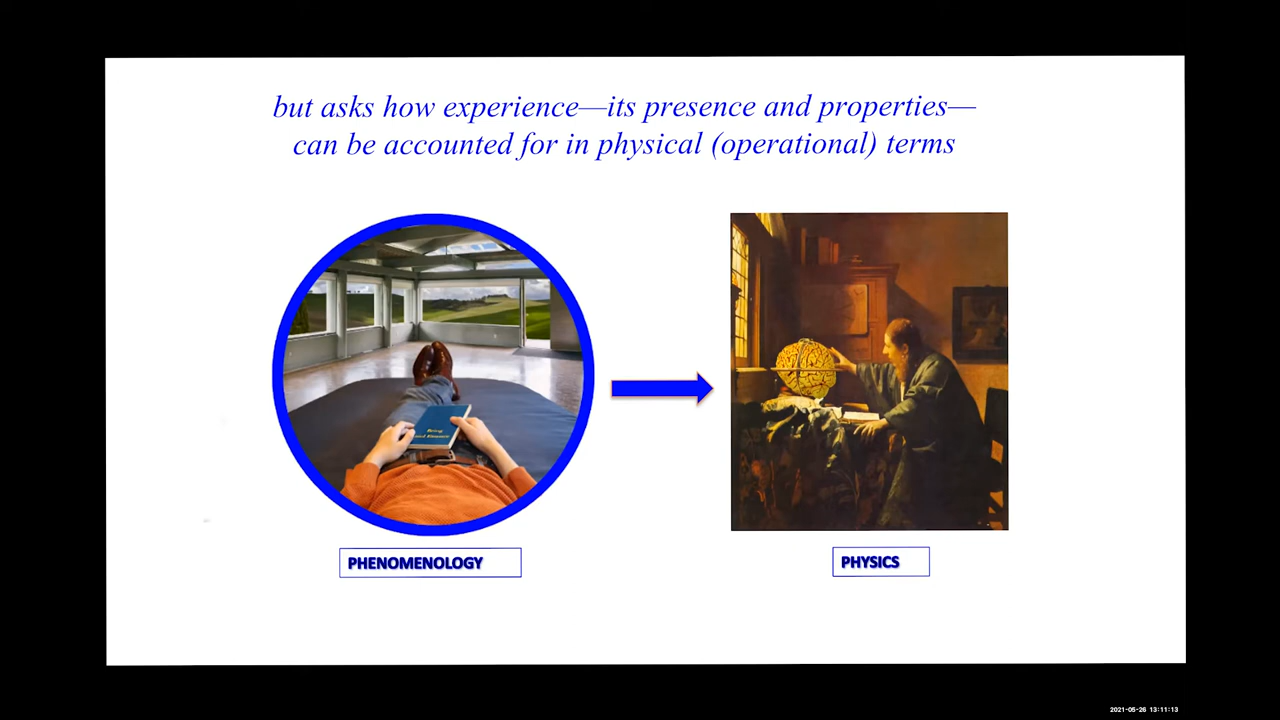 but asks how experience—its presence and properties—
can be accounted for in physical (operational) terms
Being
PHENOMENOLOGY
PHYSICS
2021-05-26 13:11:13